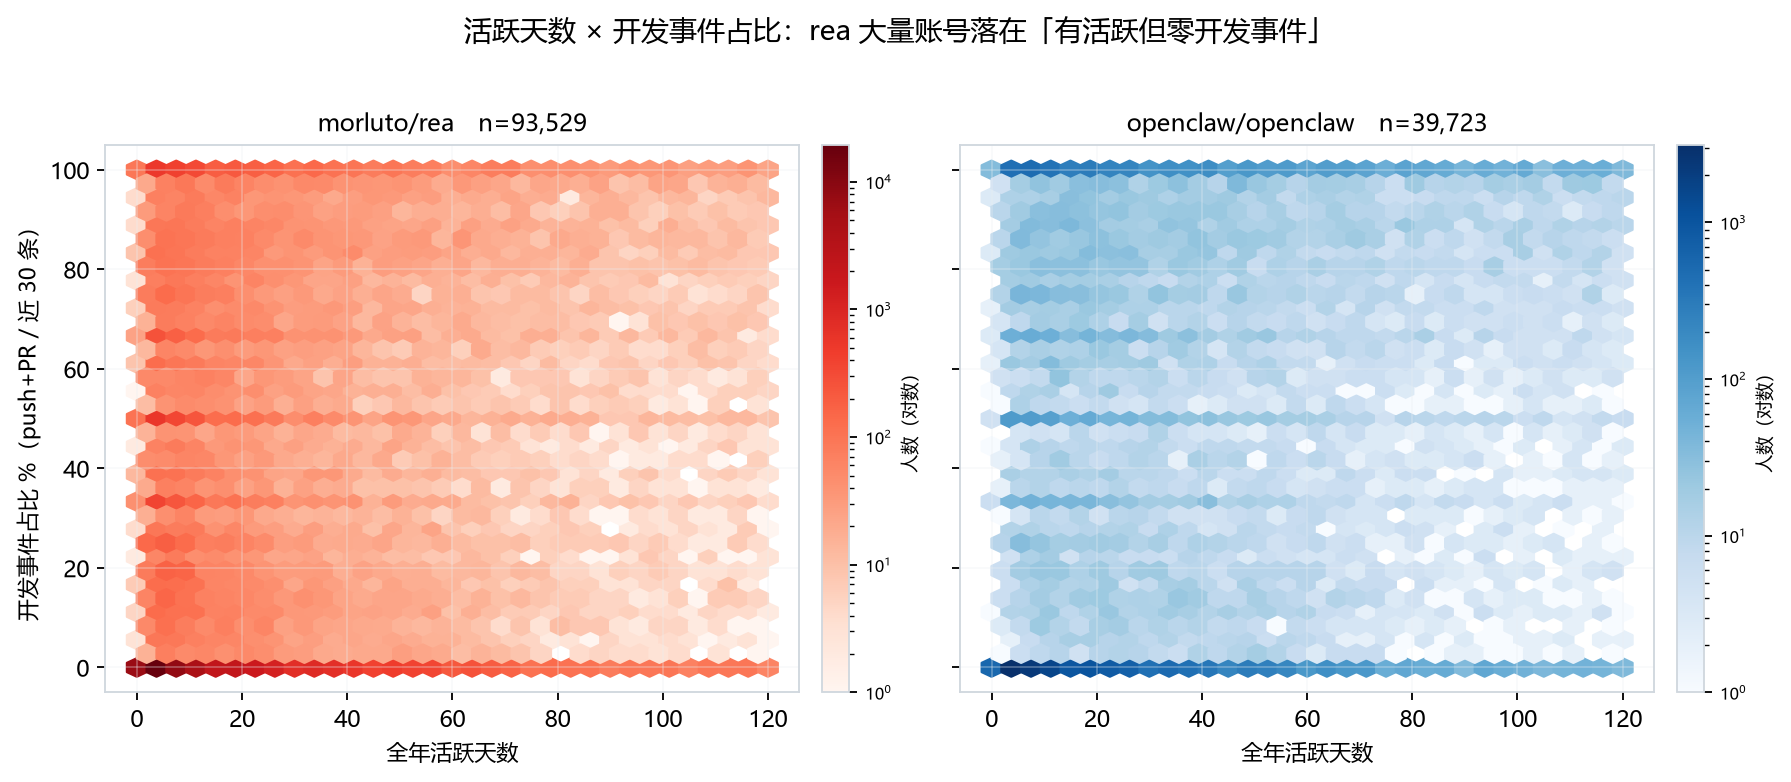 活跃天数 × 开发事件占比：rea 大量账号落在「有活跃但零开发事件」
morluto/rea n=93,529
开发事件占比 %（push+PR / 近 30 条）
100
80
60
40
20
0
0 20 40 60 80 100 120
全年活跃天数
10⁴
10³
10²
10¹
10⁰
人数（对数）
openclaw/openclaw n=39,723
0 20 40 60 80 100 120
全年活跃天数
10³
10²
10¹
10⁰
人数（对数）